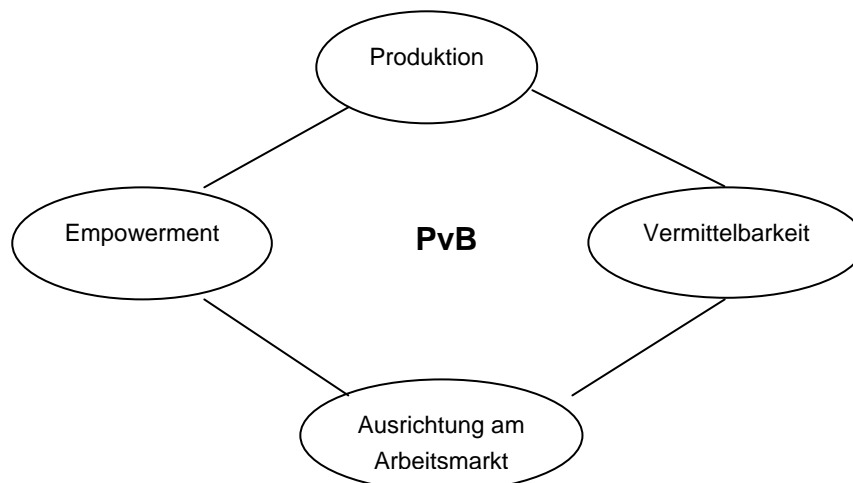 Produktion
Empowerment
PvB
Vermittelbarkeit
Ausrichtung am
Arbeitsmarkt